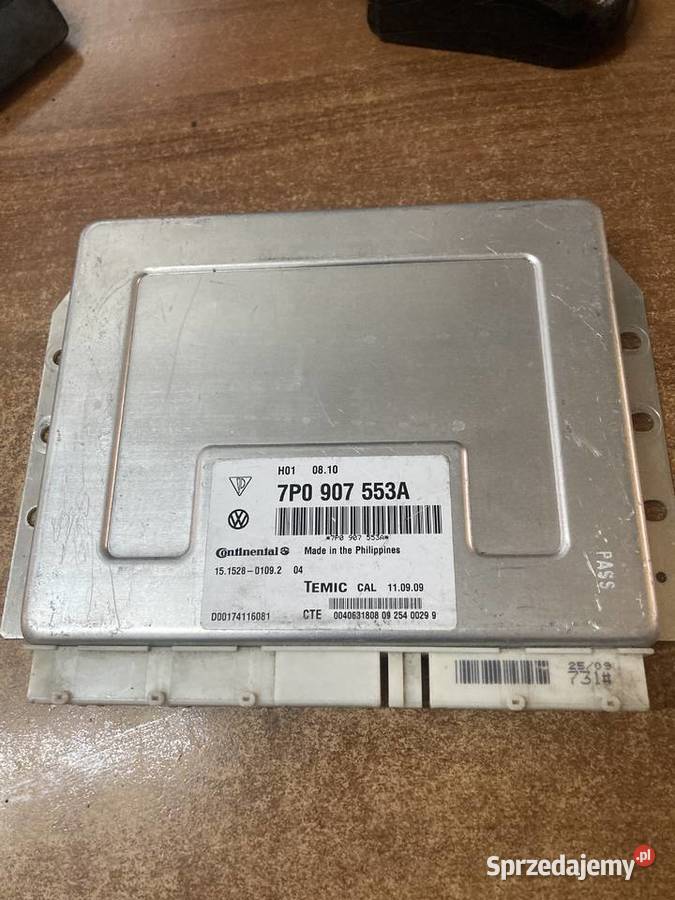 H01 08.10
7P0 907 553A
*7P0 907 553A*
Continental Made in the Philippines
15.1528-0109.2 04
TEMIC CAL 11.09.09
D00174116081 CTE 0040631808 09 254 0029 9
PASS
25/09
731#
Sprzedajemy.pl